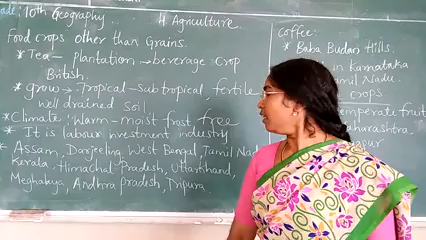 10th Geography.
4 Agriculture.
Food crops other than Grains.
* Tea - plantation → beverage crop
British.
* grow → Tropical - subtropical, fertile
well drained soil
* Climate: Warm - moist frost free
* It is labour investment industry
Assam, Darjeeling West Bengal, Tamil Nadu
Kerala. Himachal Pradesh, Uttarkhand,
Meghalaya, Andhra pradesh, Tripura
Coffee:
* Baba Budan Hills.
in Karnataka
Tamil Nadu.
crops
temperate fruit
Maharashtra.